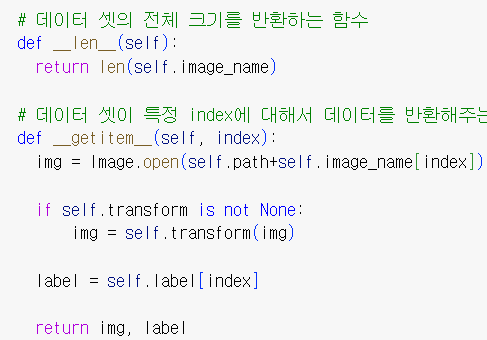 # 데이터 셋의 전체 크기를 반환하는 함수
def __len__(self):
  return len(self.image_name)

# 데이터 셋이 특정 index에 대해서 데이터를 반환해주는
def __getitem__(self, index):
  img = Image.open(self.path+self.image_name[index])

  if self.transform is not None:
      img = self.transform(img)

  label = self.label[index]

  return img, label